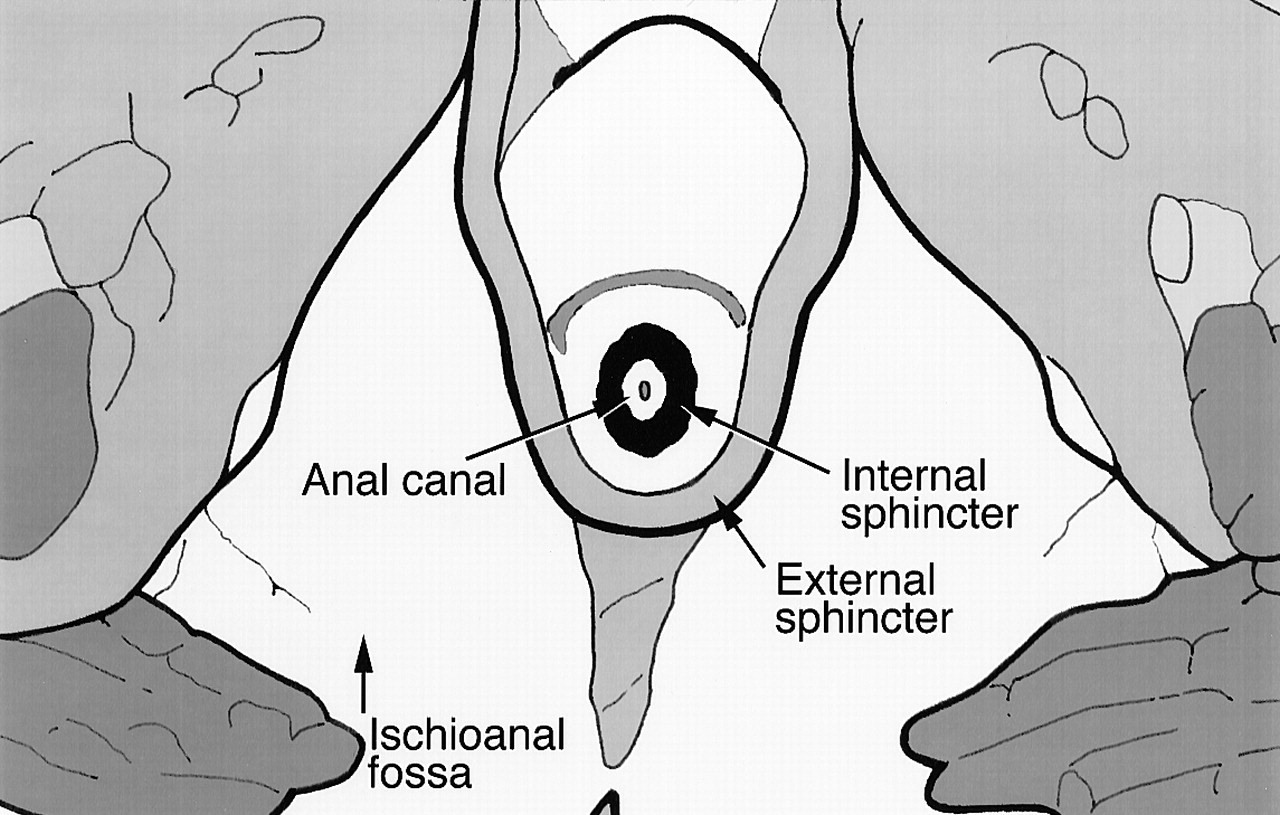 Anal canal
Internal
sphincter
External
sphincter
Ischioanal
fossa